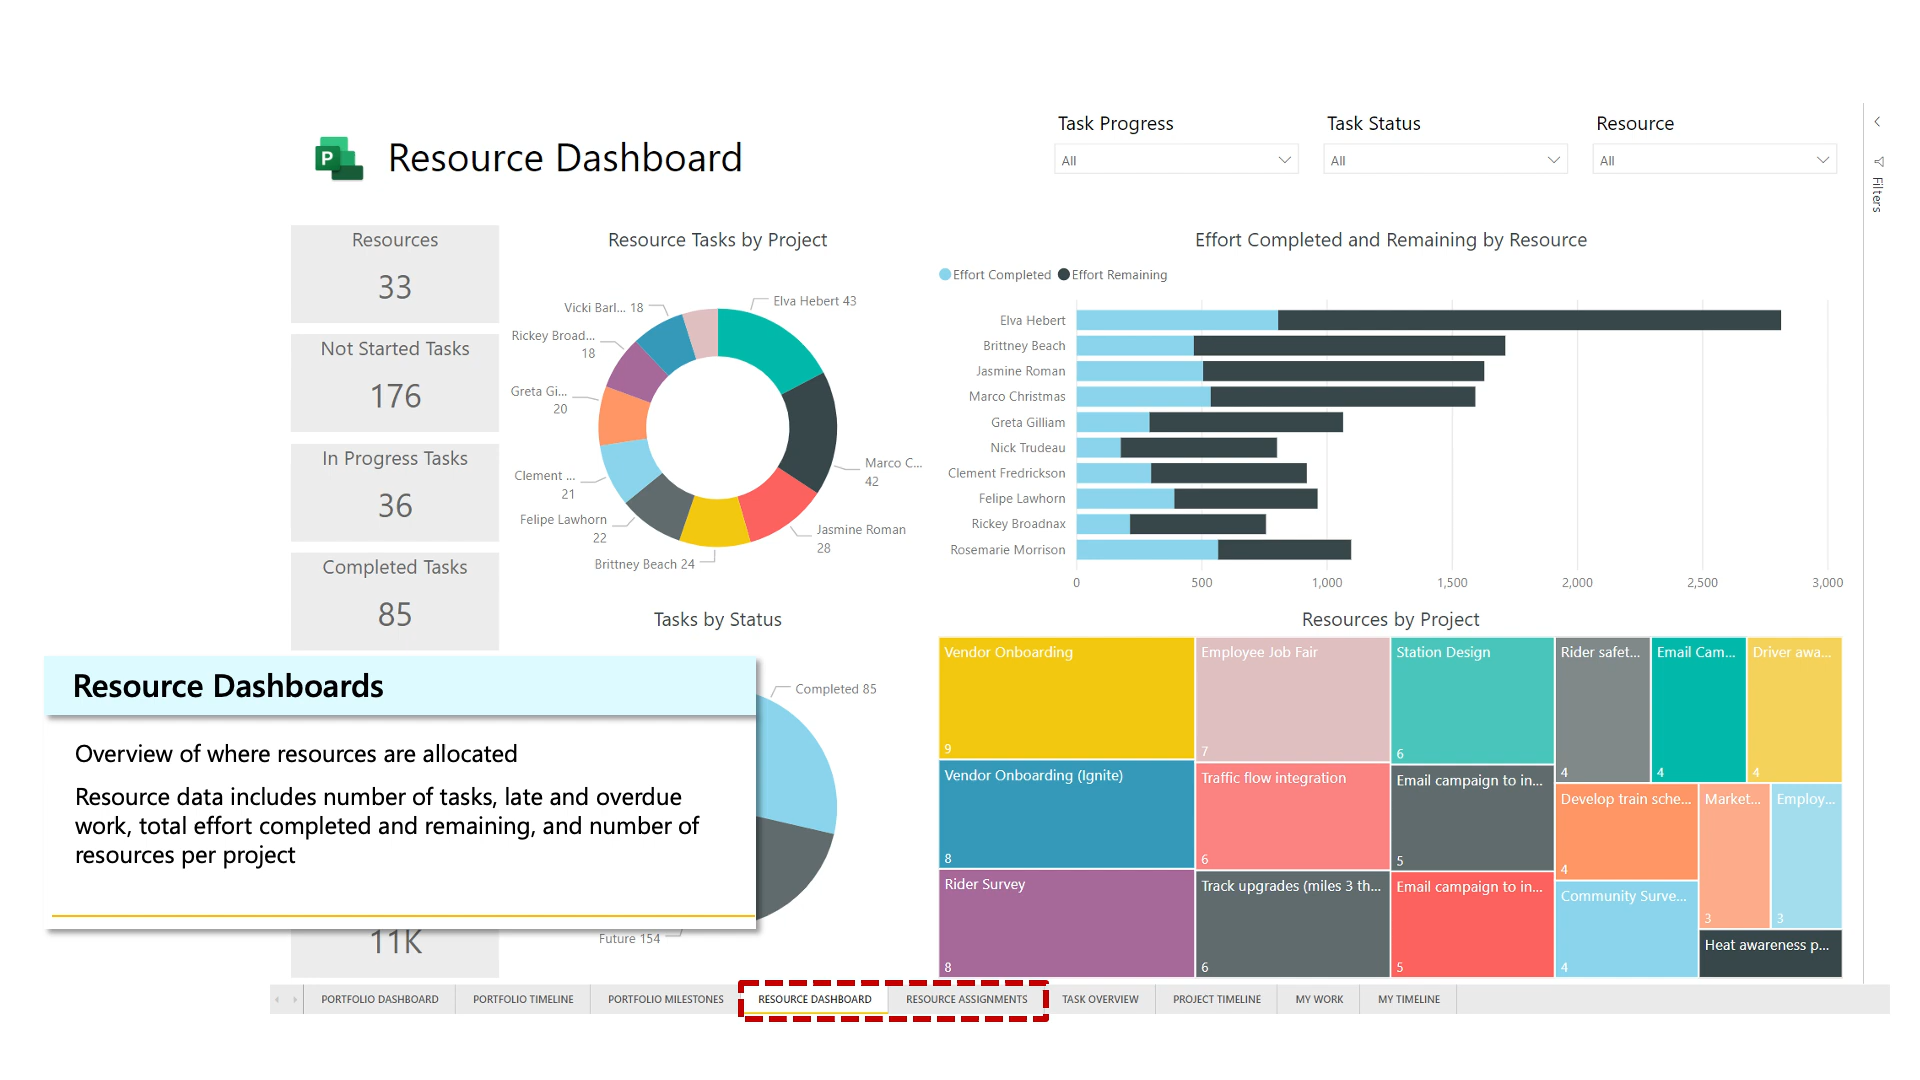 Resource Dashboard
P
Task Progress
All
Task Status
All
Resource
All
Filters
Resources
33
Not Started Tasks
176
In Progress Tasks
36
Completed Tasks
85
11K
Resource Tasks by Project
Elva Hebert 43
Marco C...
42
Jasmine Roman
28
Brittney Beach 24
Felipe Lawhorn
22
Clement ...
21
Greta Gi...
20
Rickey Broad...
18
Vicki Barl... 18
Effort Completed and Remaining by Resource
Effort Completed
Effort Remaining
Elva Hebert
Brittney Beach
Jasmine Roman
Marco Christmas
Greta Gilliam
Nick Trudeau
Clement Fredrickson
Felipe Lawhorn
Rickey Broadnax
Rosemarie Morrison
0 500 1,000 1,500 2,000 2,500 3,000
Tasks by Status
Completed 85
Future 154
Resources by Project
Vendor Onboarding
9
Vendor Onboarding (Ignite)
8
Rider Survey
8
Employee Job Fair
7
Traffic flow integration
6
Track upgrades (miles 3 th...
6
Station Design
6
Email campaign to in...
5
Email campaign to in...
5
Rider safet...
4
Email Cam...
4
Driver awa...
4
Develop train sche...
4
Community Surve...
4
Market...
3
Employ...
3
Heat awareness p...
Resource Dashboards
Overview of where resources are allocated
Resource data includes number of tasks, late and overdue
work, total effort completed and remaining, and number of
resources per project
PORTFOLIO DASHBOARD
PORTFOLIO TIMELINE
PORTFOLIO MILESTONES
RESOURCE DASHBOARD
RESOURCE ASSIGNMENTS
TASK OVERVIEW
PROJECT TIMELINE
MY WORK
MY TIMELINE